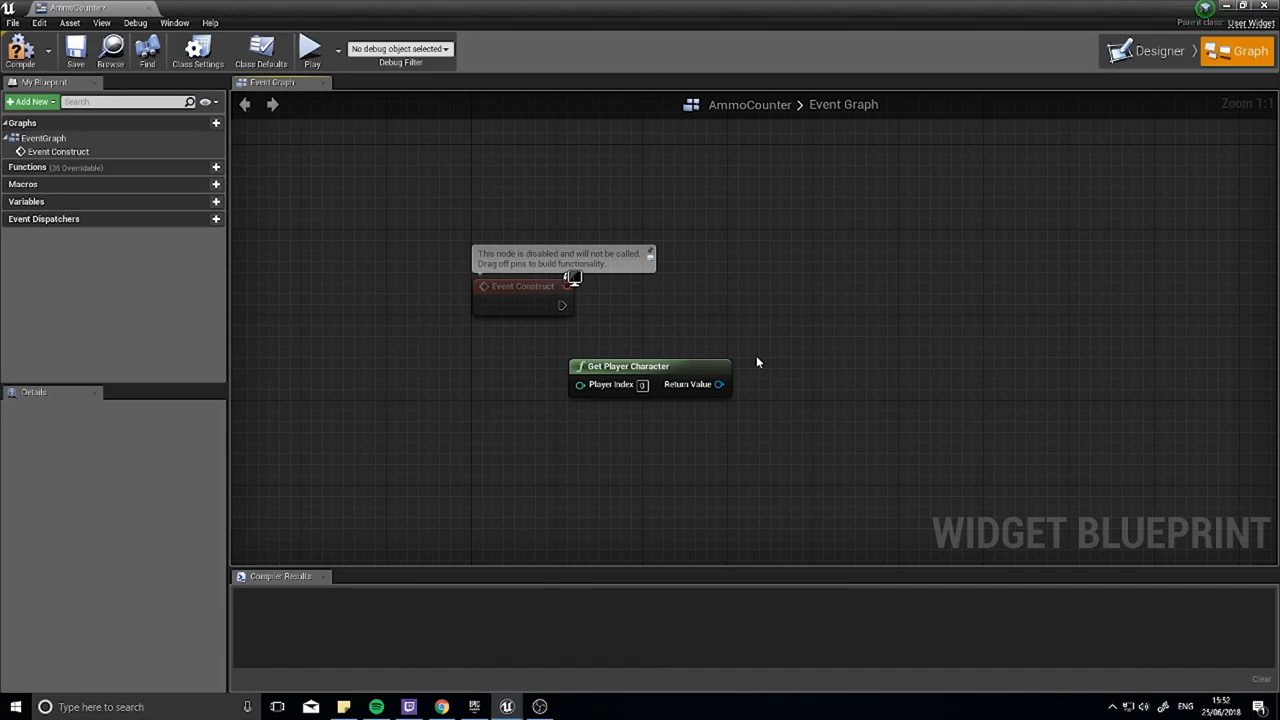 AmmoCounter*
File Edit Asset View Debug Window Help
Parent class: User Widget
Compile Save Browse Find Class Settings Class Defaults Play
No debug object selected
Debug Filter
Designer Graph
My Blueprint
Event Graph
Add New Search
AmmoCounter > Event Graph
Zoom 1:1
Graphs
EventGraph
Event Construct
Functions (36 Overridable)
Macros
Variables
Event Dispatchers
This node is disabled and will not be called.
Drag off pins to build functionality.
Event Construct
Get Player Character
Player Index 0 Return Value
Details
WIDGET BLUEPRINT
Compiler Results
Clear
Type here to search
ENG
15:52
25/06/2018